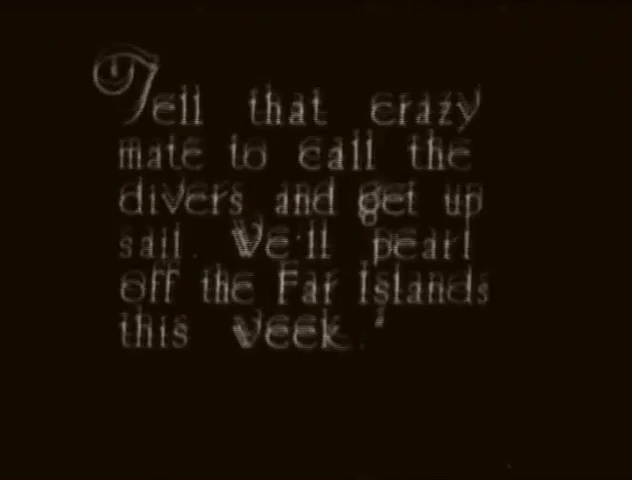 Tell that crazy
mate to call the
divers and get up
sail. We'll pearl
off the Far Islands
this week."